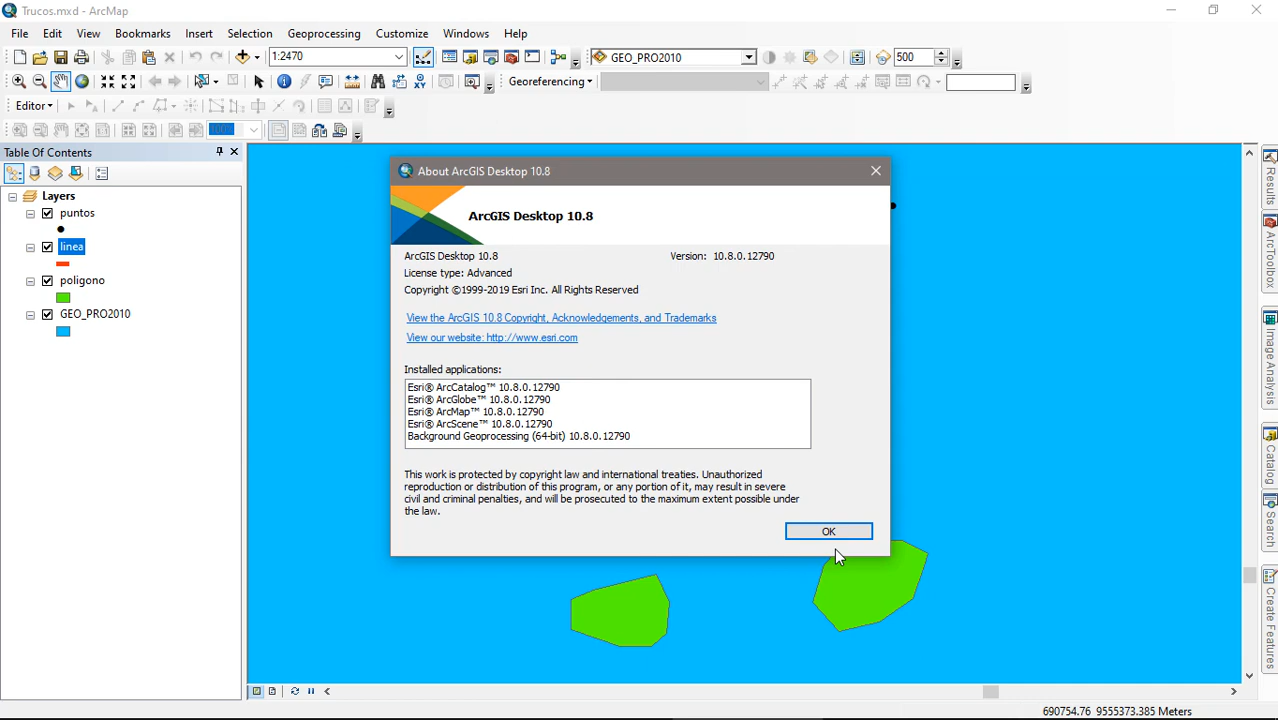 Trucos.mxd - ArcMap
File Edit View Bookmarks Insert Selection Geoprocessing Customize Windows Help
1:2470 GEO_PRO2010 500
Georeferencing
Editor
Table Of Contents
Layers
puntos
linea
poligono
GEO_PRO2010
About ArcGIS Desktop 10.8
ArcGIS Desktop 10.8
ArcGIS Desktop 10.8 Version: 10.8.0.12790
License type: Advanced
Copyright ©1999-2019 Esri Inc. All Rights Reserved
View the ArcGIS 10.8 Copyright, Acknowledgements, and Trademarks
View our website: http://www.esri.com
Installed applications:
Esri® ArcCatalog™ 10.8.0.12790
Esri® ArcGlobe™ 10.8.0.12790
Esri® ArcMap™ 10.8.0.12790
Esri® ArcScene™ 10.8.0.12790
Background Geoprocessing (64-bit) 10.8.0.12790
This work is protected by copyright law and international treaties. Unauthorized
reproduction or distribution of this program, or any portion of it, may result in severe
civil and criminal penalties, and will be prosecuted to the maximum extent possible under
the law.
OK
Results
ArcToolbox
Image Analysis
Catalog
Search
Create Features
690754.76 9555373.385 Meters